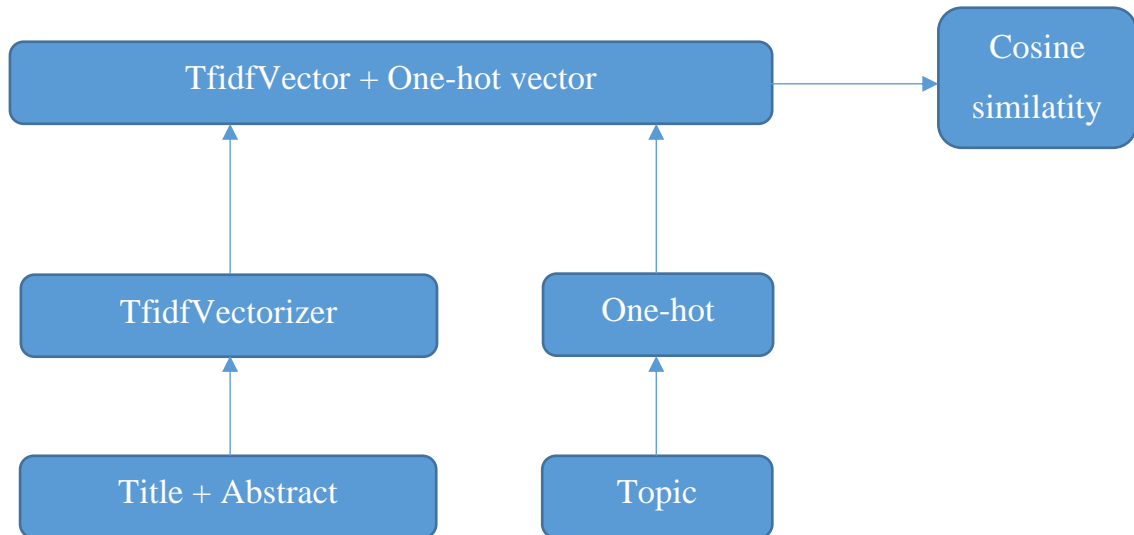 TfidfVector + One-hot vector
Cosine
similatity
TfidfVectorizer
One-hot
Title + Abstract
Topic